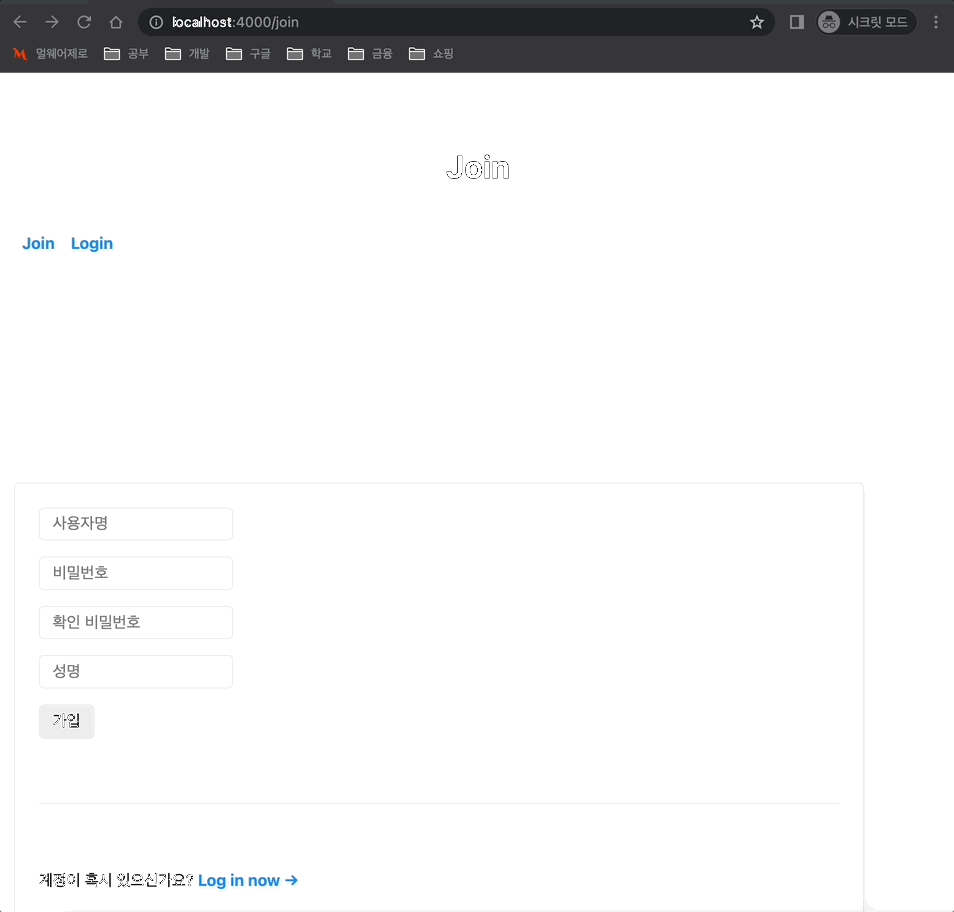 localhost:4000/join 시크릿 모드
멀웨어제로 공부 개발 구글 학교 금융 쇼핑
Join
Join Login
사용자명
비밀번호
확인 비밀번호
성명
가입
계정이 혹시 있으신가요? Log in now →